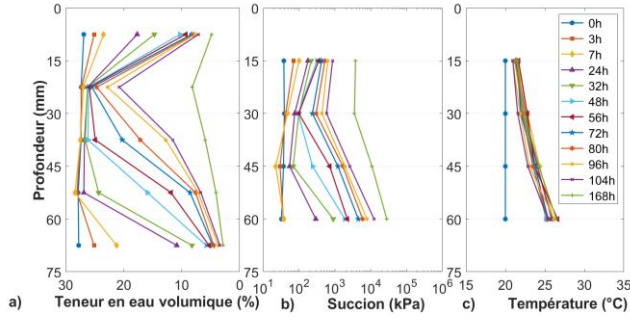 0
15
30
45
60
75
Profondeur (mm)
30 20 10 0
a) Teneur en eau volumique (%)
0
15
30
45
60
75
10^1 10^2 10^3 10^4 10^5 10^6
b) Succion (kPa)
0
15
30
45
60
75
15 20 25 30 35
c) Température (°C)
0h
3h
7h
24h
32h
48h
56h
72h
80h
96h
104h
168h